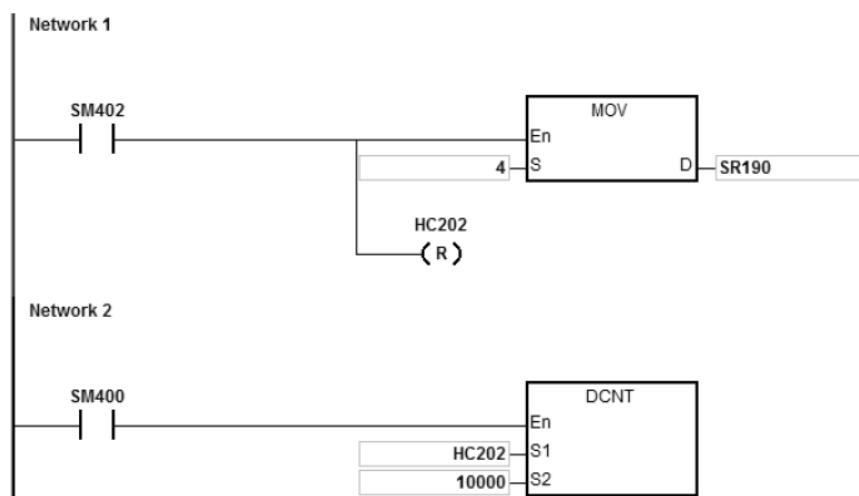 Network 1
SM402
MOV
En
4 S D SR190
HC202
( R )
Network 2
SM400
DCNT
En
HC202 S1
10000 S2